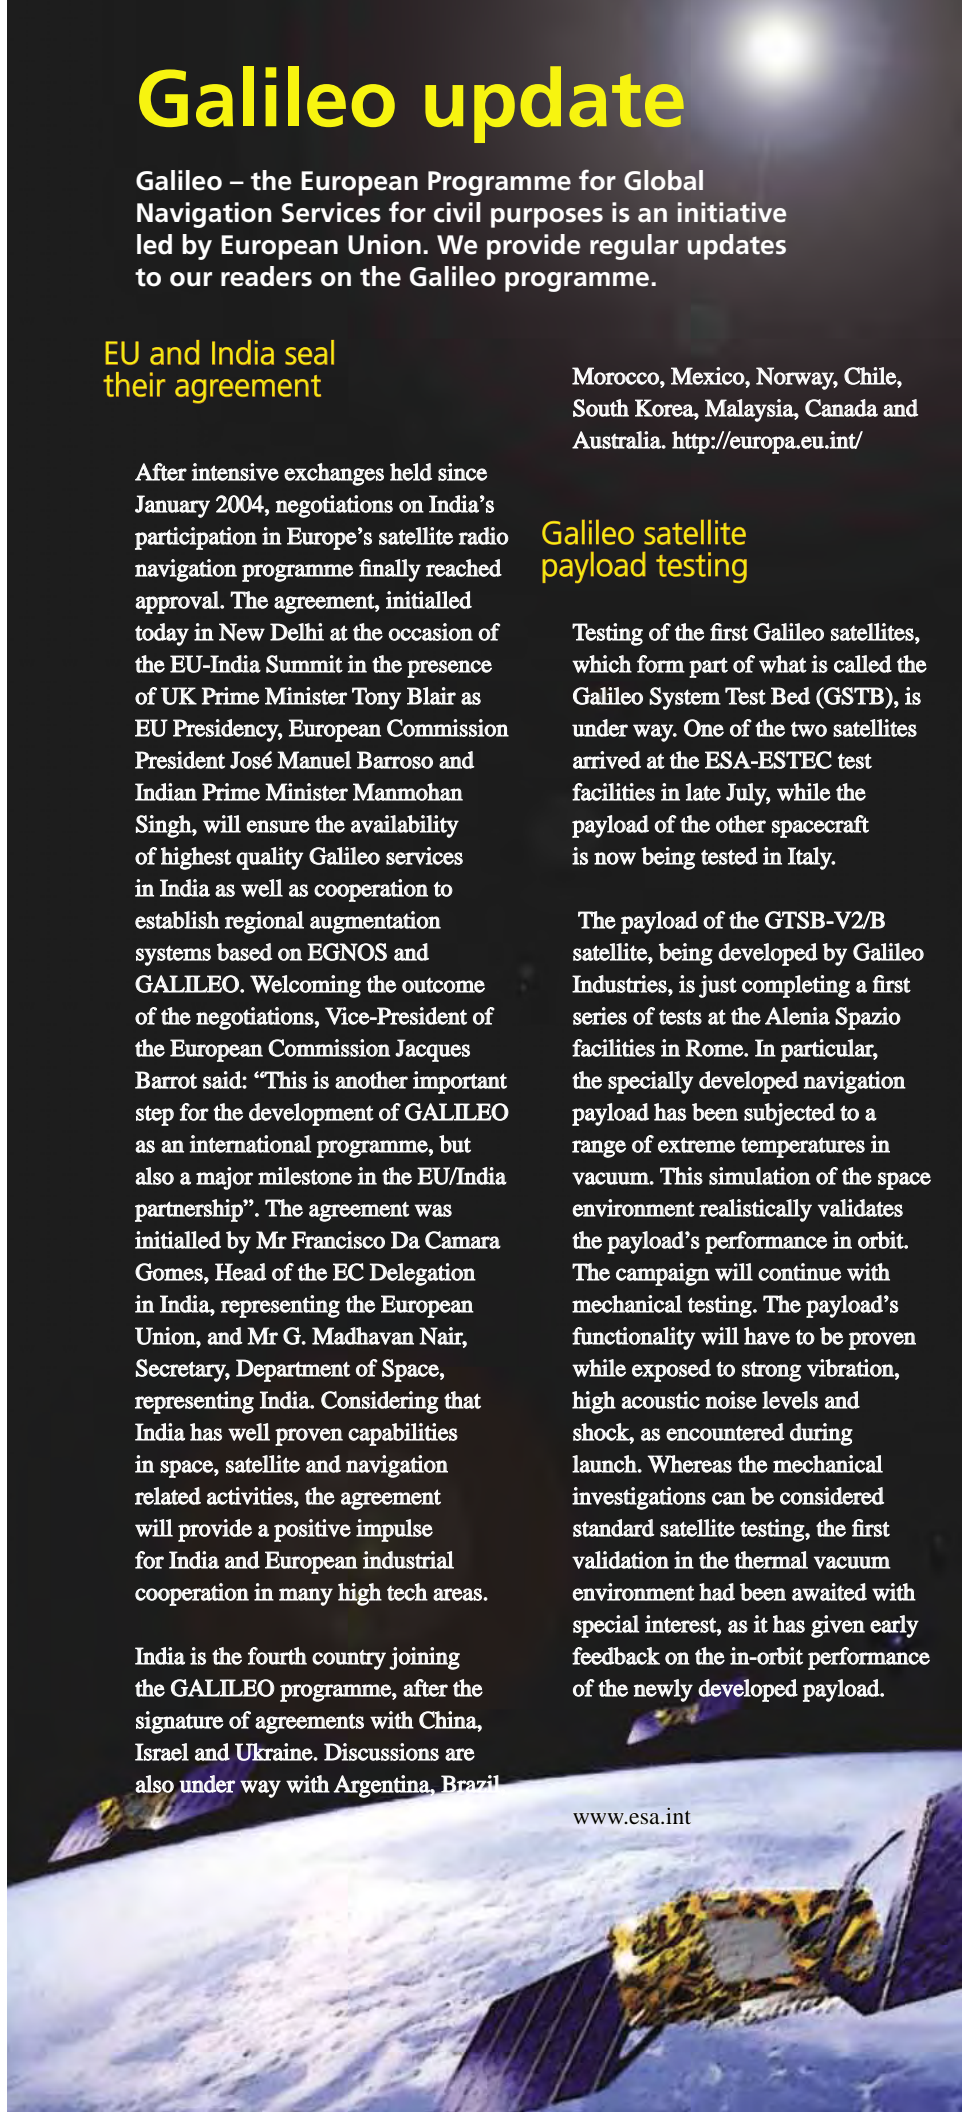 Galileo update
Galileo – the European Programme for Global
Navigation Services for civil purposes is an initiative
led by European Union. We provide regular updates
to our readers on the Galileo programme.
EU and India seal
their agreement
After intensive exchanges held since
January 2004, negotiations on India’s
participation in Europe’s satellite radio
navigation programme finally reached
approval. The agreement, initialled
today in New Delhi at the occasion of
the EU-India Summit in the presence
of UK Prime Minister Tony Blair as
EU Presidency, European Commission
President José Manuel Barroso and
Indian Prime Minister Manmohan
Singh, will ensure the availability
of highest quality Galileo services
in India as well as cooperation to
establish regional augmentation
systems based on EGNOS and
GALILEO. Welcoming the outcome
of the negotiations, Vice-President of
the European Commission Jacques
Barrot said: “This is another important
step for the development of GALILEO
as an international programme, but
also a major milestone in the EU/India
partnership”. The agreement was
initialled by Mr Francisco Da Camara
Gomes, Head of the EC Delegation
in India, representing the European
Union, and Mr G. Madhavan Nair,
Secretary, Department of Space,
representing India. Considering that
India has well proven capabilities
in space, satellite and navigation
related activities, the agreement
will provide a positive impulse
for India and European industrial
cooperation in many high tech areas.
India is the fourth country joining
the GALILEO programme, after the
signature of agreements with China,
Israel and Ukraine. Discussions are
also under way with Argentina, Brazil,
Morocco, Mexico, Norway, Chile,
South Korea, Malaysia, Canada and
Australia. http://europa.eu.int/
Galileo satellite
payload testing
Testing of the first Galileo satellites,
which form part of what is called the
Galileo System Test Bed (GSTB), is
under way. One of the two satellites
arrived at the ESA-ESTEC test
facilities in late July, while the
payload of the other spacecraft
is now being tested in Italy.
The payload of the GTSB-V2/B
satellite, being developed by Galileo
Industries, is just completing a first
series of tests at the Alenia Spazio
facilities in Rome. In particular,
the specially developed navigation
payload has been subjected to a
range of extreme temperatures in
vacuum. This simulation of the space
environment realistically validates
the payload’s performance in orbit.
The campaign will continue with
mechanical testing. The payload’s
functionality will have to be proven
while exposed to strong vibration,
high acoustic noise levels and
shock, as encountered during
launch. Whereas the mechanical
investigations can be considered
standard satellite testing, the first
validation in the thermal vacuum
environment had been awaited with
special interest, as it has given early
feedback on the in-orbit performance
of the newly developed payload.
www.esa.int